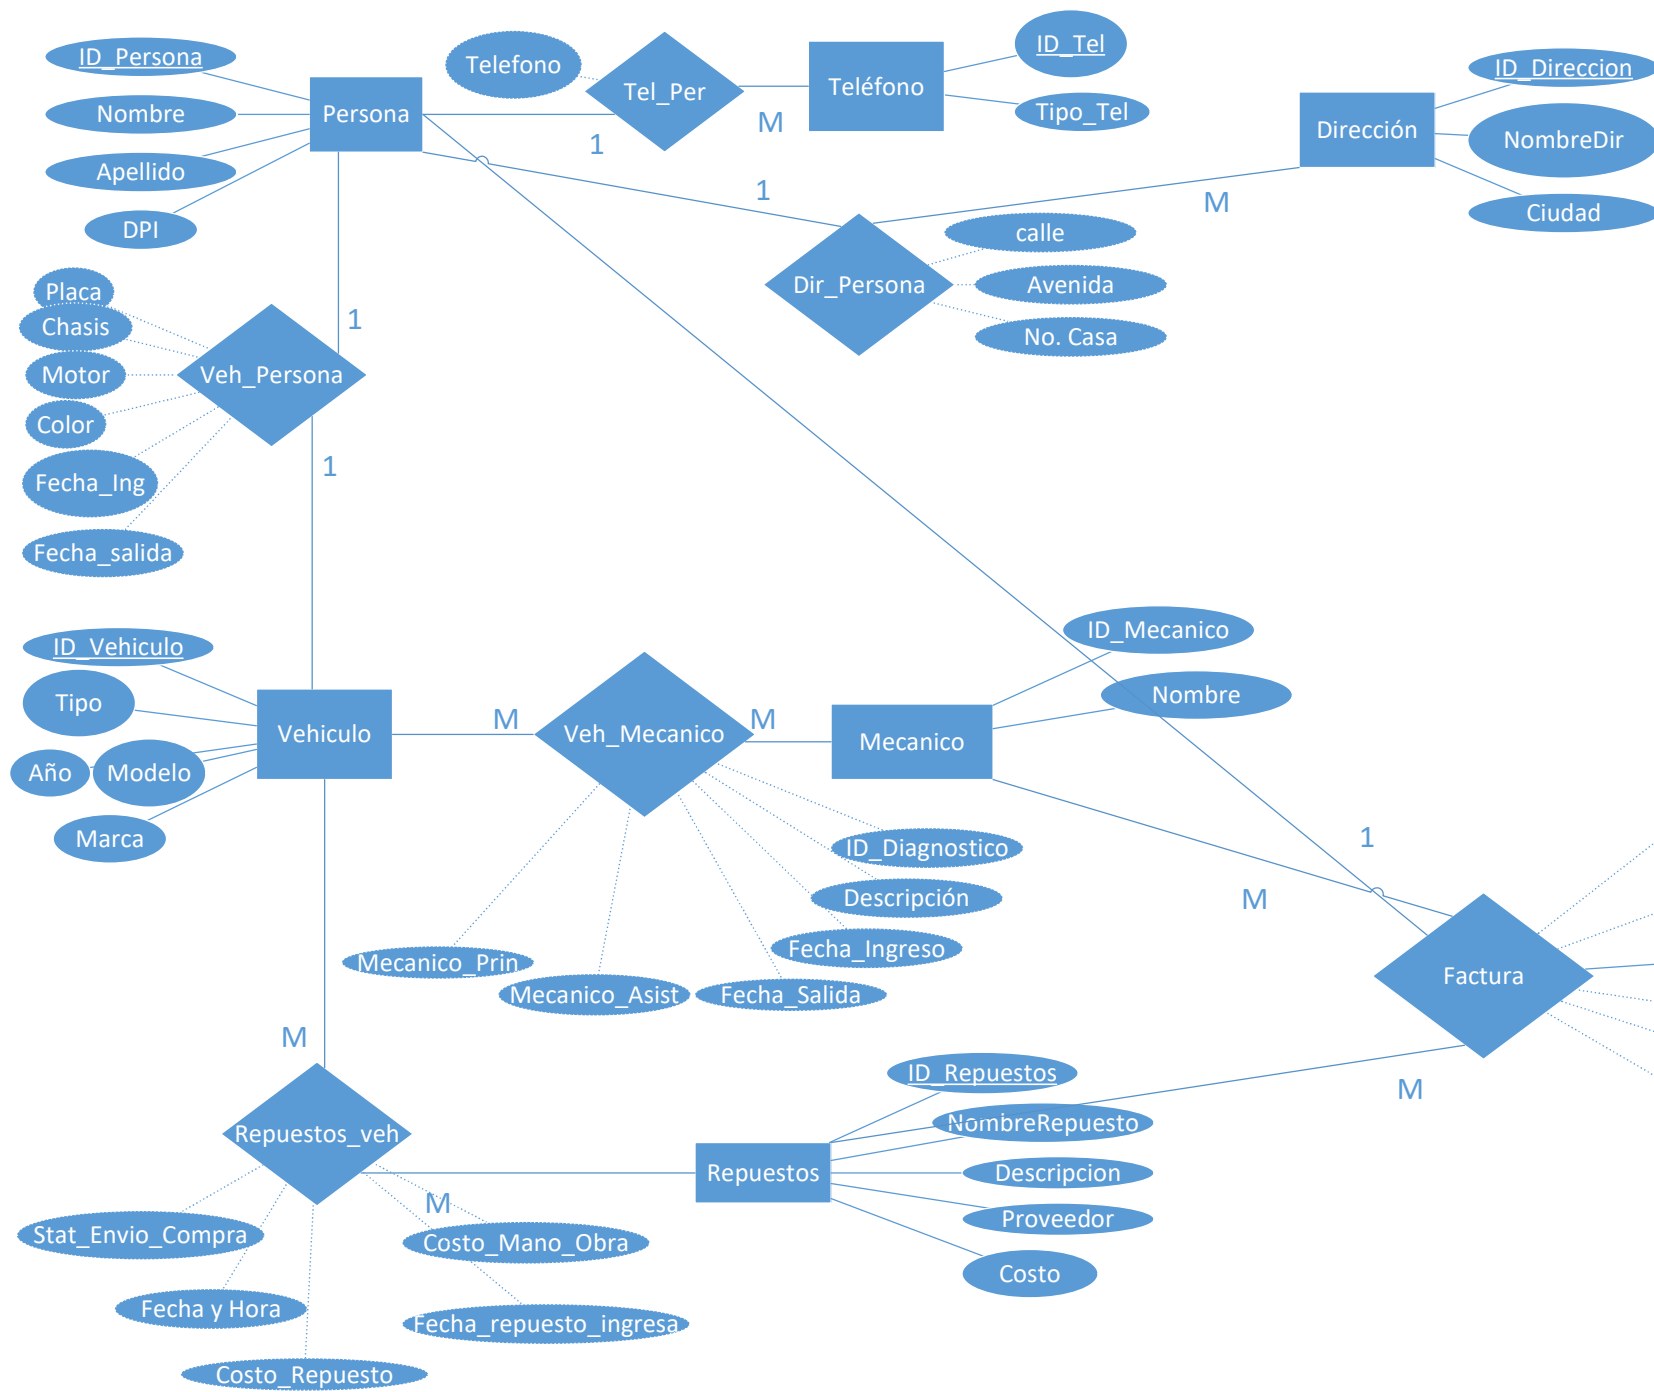 ID_Persona
Nombre
Apellido
DPI
Persona
Telefono
Tel_Per
1
M
Teléfono
ID_Tel
Tipo_Tel
Dirección
ID_Direccion
NombreDir
Ciudad
1
M
Dir_Persona
calle
Avenida
No. Casa
1
Placa
Chasis
Motor
Color
Fecha_Ing
Fecha_salida
Veh_Persona
1
ID_Vehiculo
Tipo
Año
Modelo
Marca
Vehiculo
M
Veh_Mecanico
M
Mecanico
ID_Mecanico
Nombre
ID_Diagnostico
Descripción
Fecha_Ingreso
Fecha_Salida
Mecanico_Asist
Mecanico_Prin
1
M
Factura
M
M
Repuestos_veh
M
Stat_Envio_Compra
Fecha y Hora
Costo_Repuesto
Costo_Mano_Obra
Fecha_repuesto_ingresa
Repuestos
ID_Repuestos
NombreRepuesto
Descripcion
Proveedor
Costo